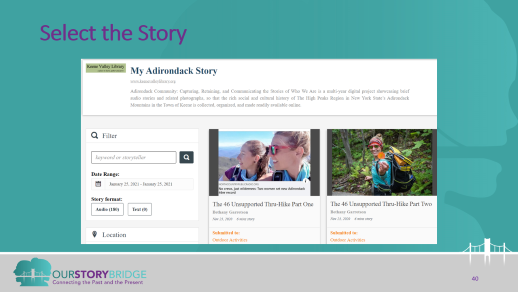 Select the Story
Keene Valley Library
My Adirondack Story
Adirondack Community: Capturing, Retaining, and Communicating the Stories of Who We Are is a multi-year digital project showcasing brief
audio stories and related photographs, so that the rich social and cultural history of The High Peaks Region in New York State's Adirondack
Mountains in the Town of Keene is collected, organized, and made readily available online.
Filter
keyword or storyteller
Date Range:
January 25, 2021 - January 25, 2021
Story format:
Audio (180)
Text (0)
Location
The 46 Unsupported Thru-Hike Part One
Bethany Garretson
Submitted to:
Outdoor Activities
The 46 Unsupported Thru-Hike Part Two
Bethany Garretson
Submitted to:
Outdoor Activities
OURSTORYBRIDGE
Connecting the Past and the Present
40